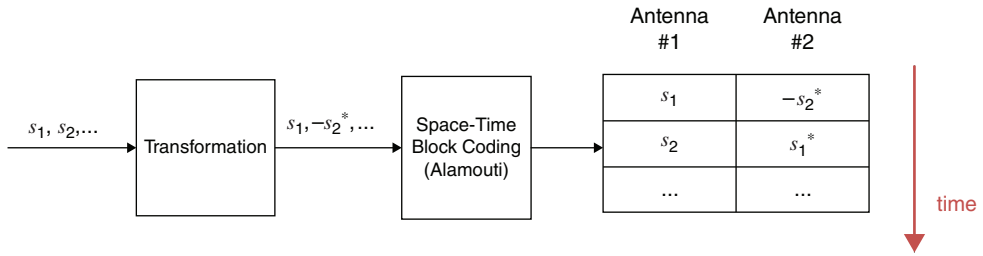 Antenna #1
Antenna #2
s₁, s₂,...
Transformation
s₁, −s₂*, ...
Space-Time
Block Coding
(Alamouti)
s₁ −s₂*
s₂ s₁*
... ...
time